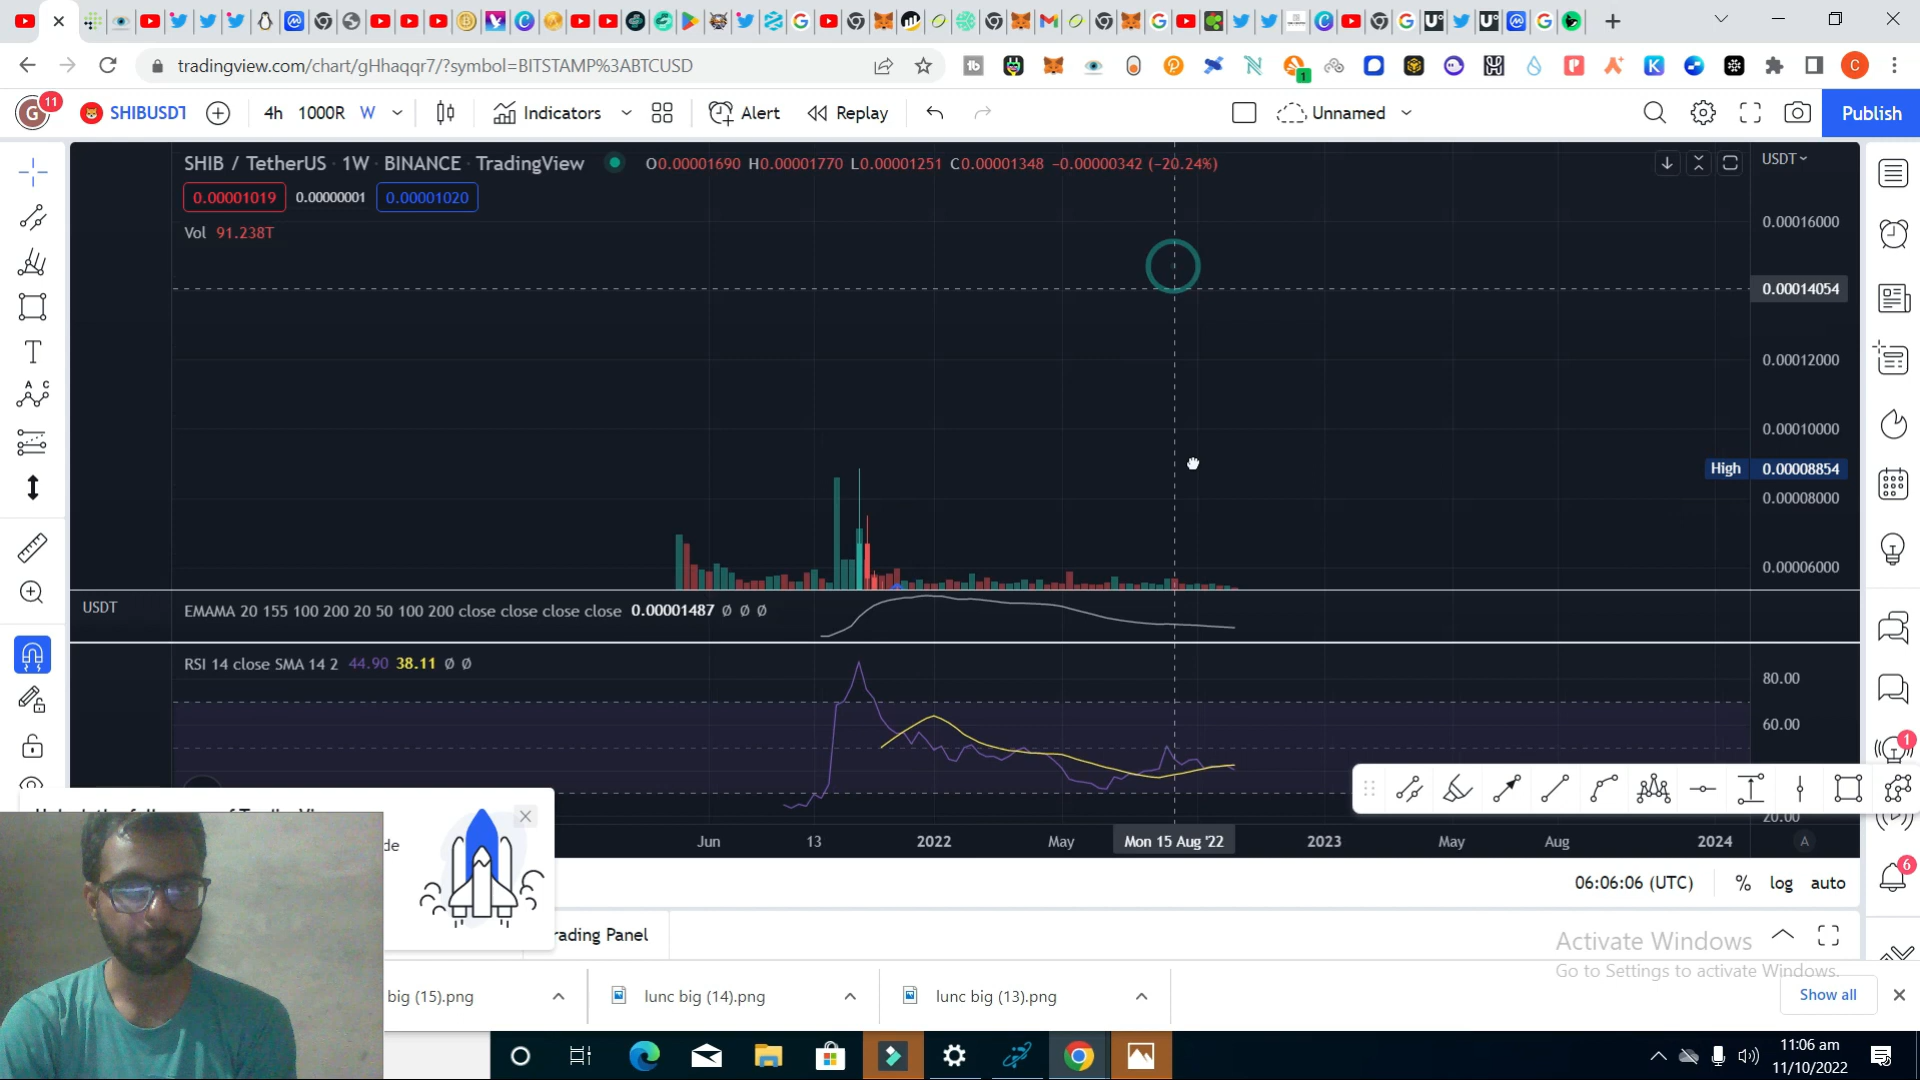 tradingview.com/chart/gHhaqqr7/?symbol=BITSTAMP%3ABTCUSD
G 11 SHIBUSDT 4h 1000R W Indicators Alert Replay Unnamed Publish
SHIB / TetherUS · 1W · BINANCE · TradingView O0.00001690 H0.00001770 L0.00001251 C0.00001348 −0.00000342 (−20.24%) USDT
0.00001019 0.00000001 0.00001020
Vol 91.238T
0.00016000
0.00014054
0.00012000
0.00010000
High 0.00008854
0.00008000
0.00006000
USDT EMAMA 20 155 100 200 20 50 100 200 close close close close 0.00001487 Ø Ø Ø
RSI 14 close SMA 14 2 44.90 38.11 Ø Ø
80.00
60.00
1
20.00
de
Jun 13 2022 May Mon 15 Aug '22 2023 May Aug 2024 A
06:06:06 (UTC) % log auto
6
rading Panel
Activate Windows
Go to Settings to activate Windows.
big (15).png lunc big (14).png lunc big (13).png Show all
11:06 am
11/10/2022